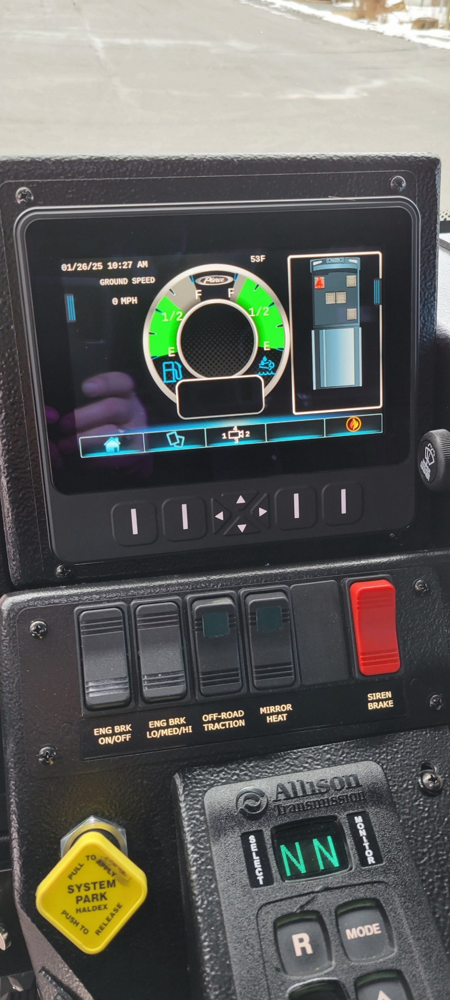 01/26/25 10:27 AM
53F
GROUND SPEED
0 MPH
Pierce
F F
1/2 1/2
E E
4
1 2
3
ENG BRK
ON/OFF
ENG BRK
LO/MED/HI
OFF-ROAD
TRACTION
MIRROR
HEAT
SIREN
BRAKE
Allison
Transmission
SELECT
NN
MONITOR
PULL TO APPLY
SYSTEM
PARK
HALDEX
PUSH TO RELEASE
R
MODE